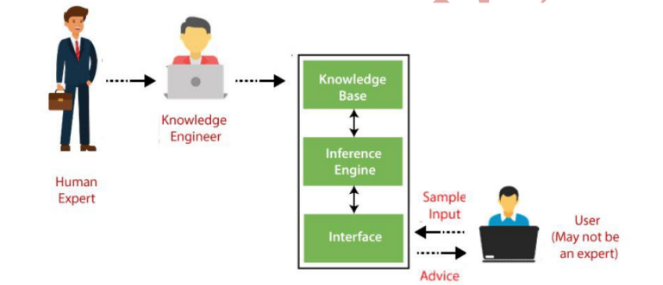 Human
Expert
Knowledge
Engineer
Knowledge
Base
Inference
Engine
Interface
Sample
Input
Advice
User
(May not be
an expert)